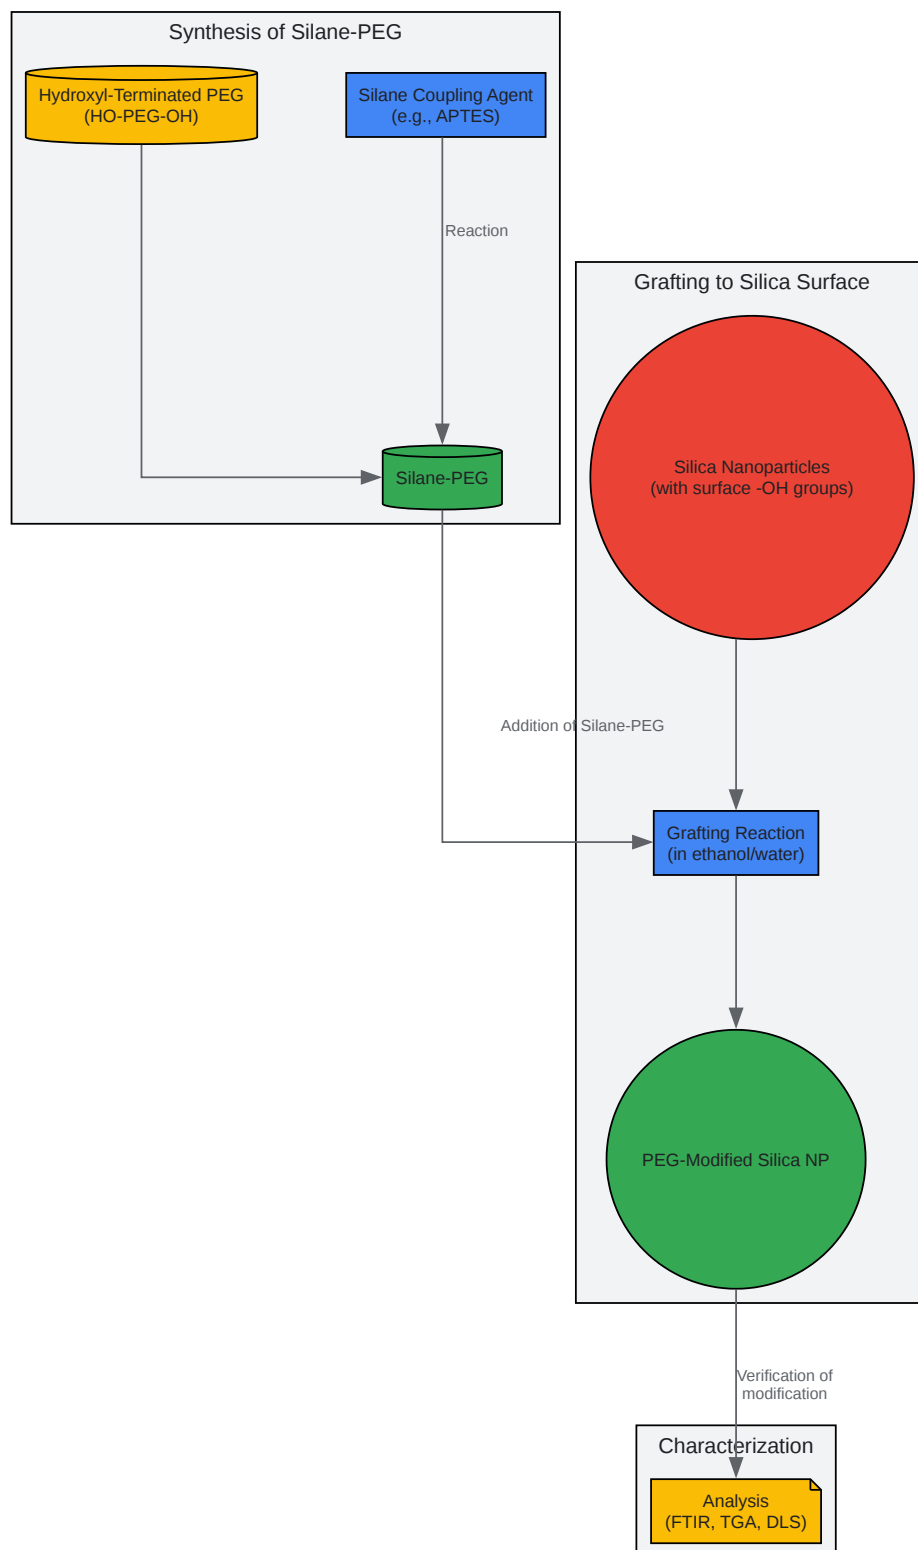 Synthesis of Silane-PEG
Hydroxyl-Terminated PEG
(HO-PEG-OH)
Silane Coupling Agent
(e.g., APTES)
Reaction
Silane-PEG
Grafting to Silica Surface
Silica Nanoparticles
(with surface -OH groups)
Addition of Silane-PEG
Grafting Reaction
(in ethanol/water)
PEG-Modified Silica NP
Verification of
modification
Characterization
Analysis
(FTIR, TGA, DLS)